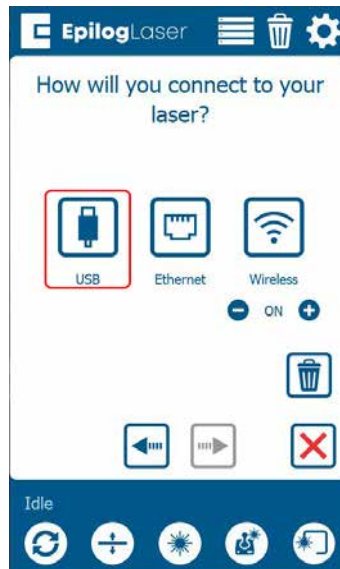 EpilogLaser
How will you connect to your
laser?
USB Ethernet Wireless
ON
Idle